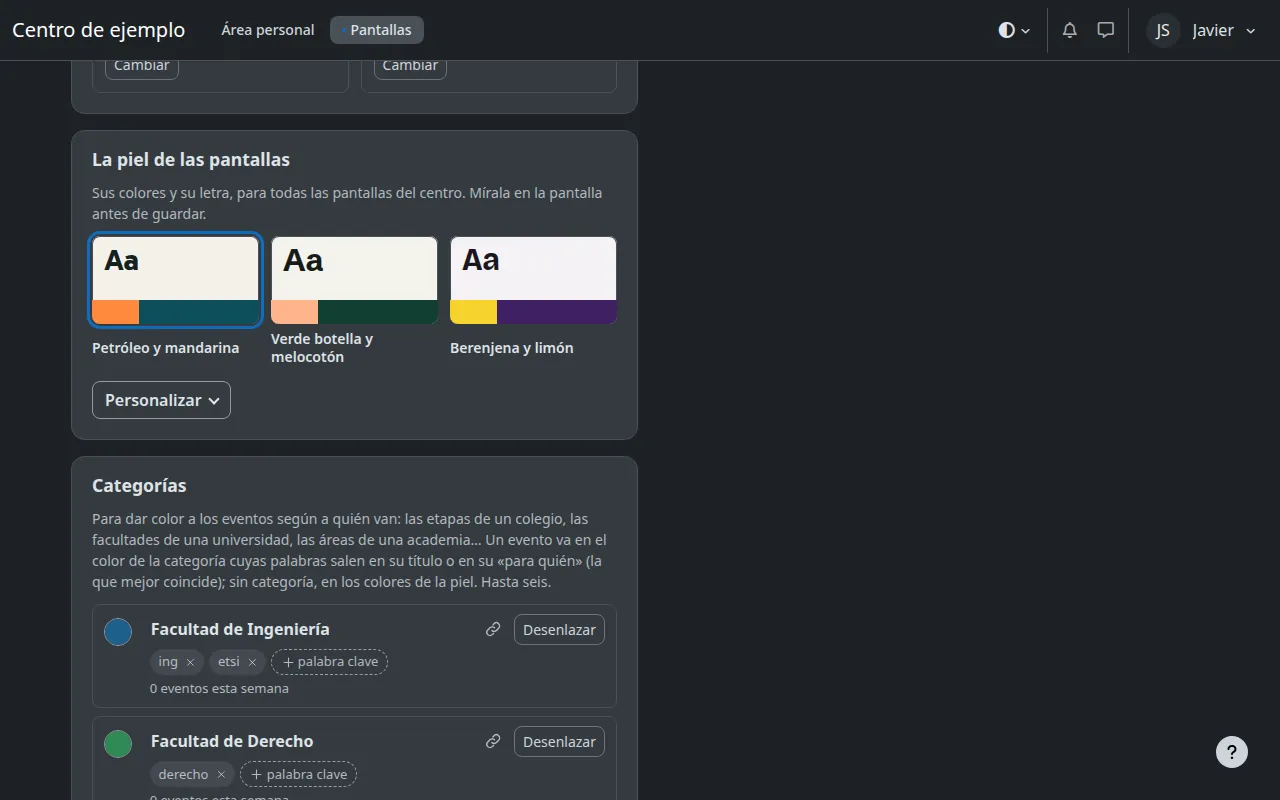 Centro de ejemplo
Área personal
Pantallas
JS
Javier
Cambiar
Cambiar
La piel de las pantallas
Sus colores y su letra, para todas las pantallas del centro. Mírala en la pantalla
antes de guardar.
Aa
Aa
Aa
Petróleo y mandarina
Verde botella y
melocotón
Berenjena y limón
Personalizar
Categorías
Para dar color a los eventos según a quién van: las etapas de un colegio, las
facultades de una universidad, las áreas de una academia... Un evento va en el
color de la categoría cuyas palabras salen en su título o en su «para quién» (la
que mejor coincide); sin categoría, en los colores de la piel. Hasta seis.
Facultad de Ingeniería
Desenlazar
ing ×
etsi ×
+ palabra clave
0 eventos esta semana
Facultad de Derecho
Desenlazar
derecho ×
+ palabra clave
0 eventos esta semana
?